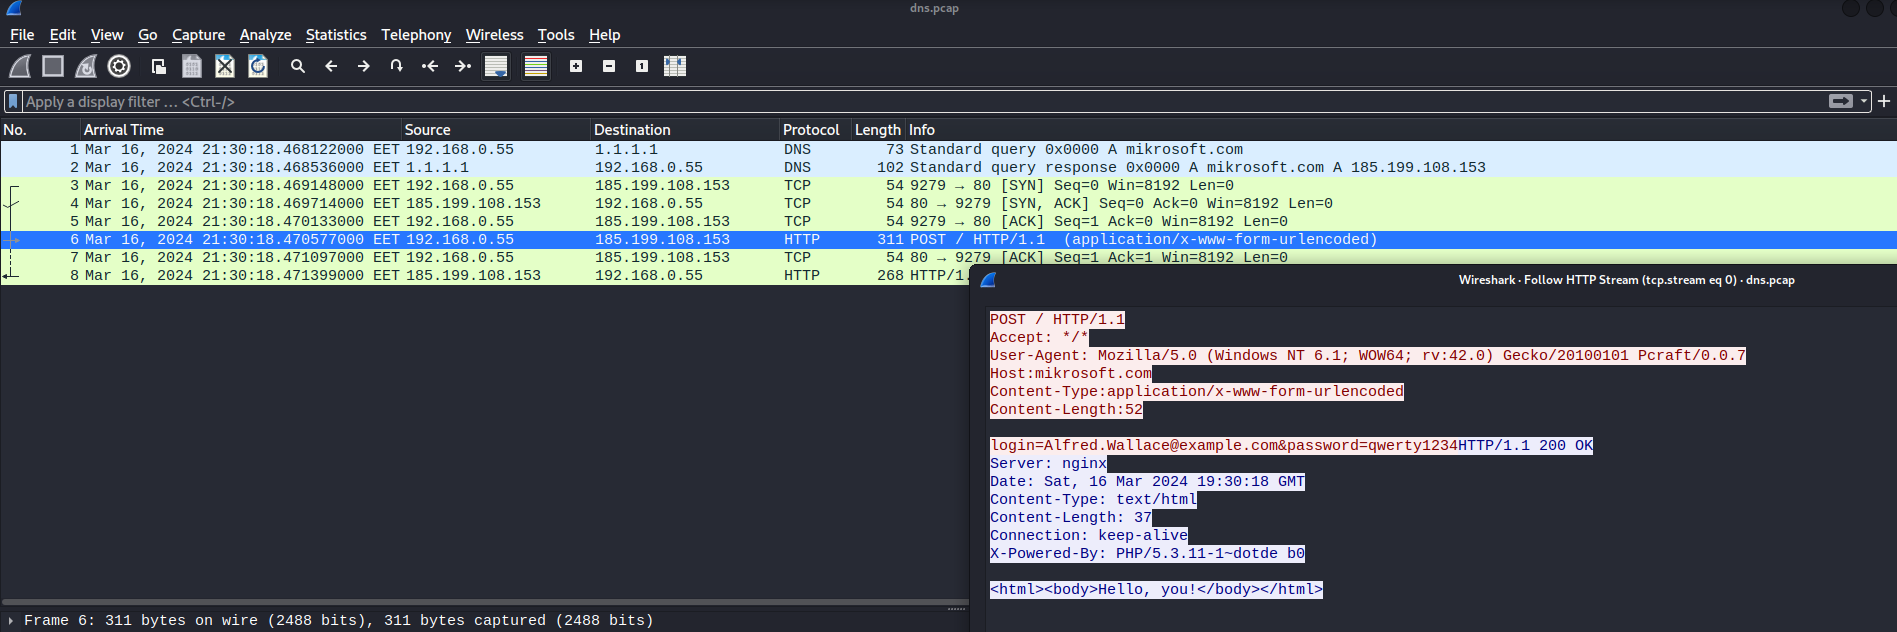 dns.pcap
File Edit View Go Capture Analyze Statistics Telephony Wireless Tools Help
Apply a display filter … <Ctrl-/>
No. Arrival Time Source Destination Protocol Length Info
1 Mar 16, 2024 21:30:18.468122000 EET 192.168.0.55 1.1.1.1 DNS 73 Standard query 0x0000 A mikrosoft.com
2 Mar 16, 2024 21:30:18.468536000 EET 1.1.1.1 192.168.0.55 DNS 102 Standard query response 0x0000 A mikrosoft.com A 185.199.108.153
3 Mar 16, 2024 21:30:18.469148000 EET 192.168.0.55 185.199.108.153 TCP 54 9279 → 80 [SYN] Seq=0 Win=8192 Len=0
4 Mar 16, 2024 21:30:18.469714000 EET 185.199.108.153 192.168.0.55 TCP 54 80 → 9279 [SYN, ACK] Seq=0 Ack=0 Win=8192 Len=0
5 Mar 16, 2024 21:30:18.470133000 EET 192.168.0.55 185.199.108.153 TCP 54 9279 → 80 [ACK] Seq=1 Ack=0 Win=8192 Len=0
6 Mar 16, 2024 21:30:18.470577000 EET 192.168.0.55 185.199.108.153 HTTP 311 POST / HTTP/1.1 (application/x-www-form-urlencoded)
7 Mar 16, 2024 21:30:18.471097000 EET 192.168.0.55 185.199.108.153 TCP 54 80 → 9279 [ACK] Seq=1 Ack=1 Win=8192 Len=0
8 Mar 16, 2024 21:30:18.471399000 EET 185.199.108.153 192.168.0.55 HTTP 268 HTTP/1.
Wireshark · Follow HTTP Stream (tcp.stream eq 0) · dns.pcap
POST / HTTP/1.1
Accept: */*
User-Agent: Mozilla/5.0 (Windows NT 6.1; WOW64; rv:42.0) Gecko/20100101 Pcraft/0.0.7
Host:mikrosoft.com
Content-Type:application/x-www-form-urlencoded
Content-Length:52
login=Alfred.Wallace@example.com&password=qwerty1234HTTP/1.1 200 OK
Server: nginx
Date: Sat, 16 Mar 2024 19:30:18 GMT
Content-Type: text/html
Content-Length: 37
Connection: keep-alive
X-Powered-By: PHP/5.3.11-1~dotde b0
<html><body>Hello, you!</body></html>
Frame 6: 311 bytes on wire (2488 bits), 311 bytes captured (2488 bits)